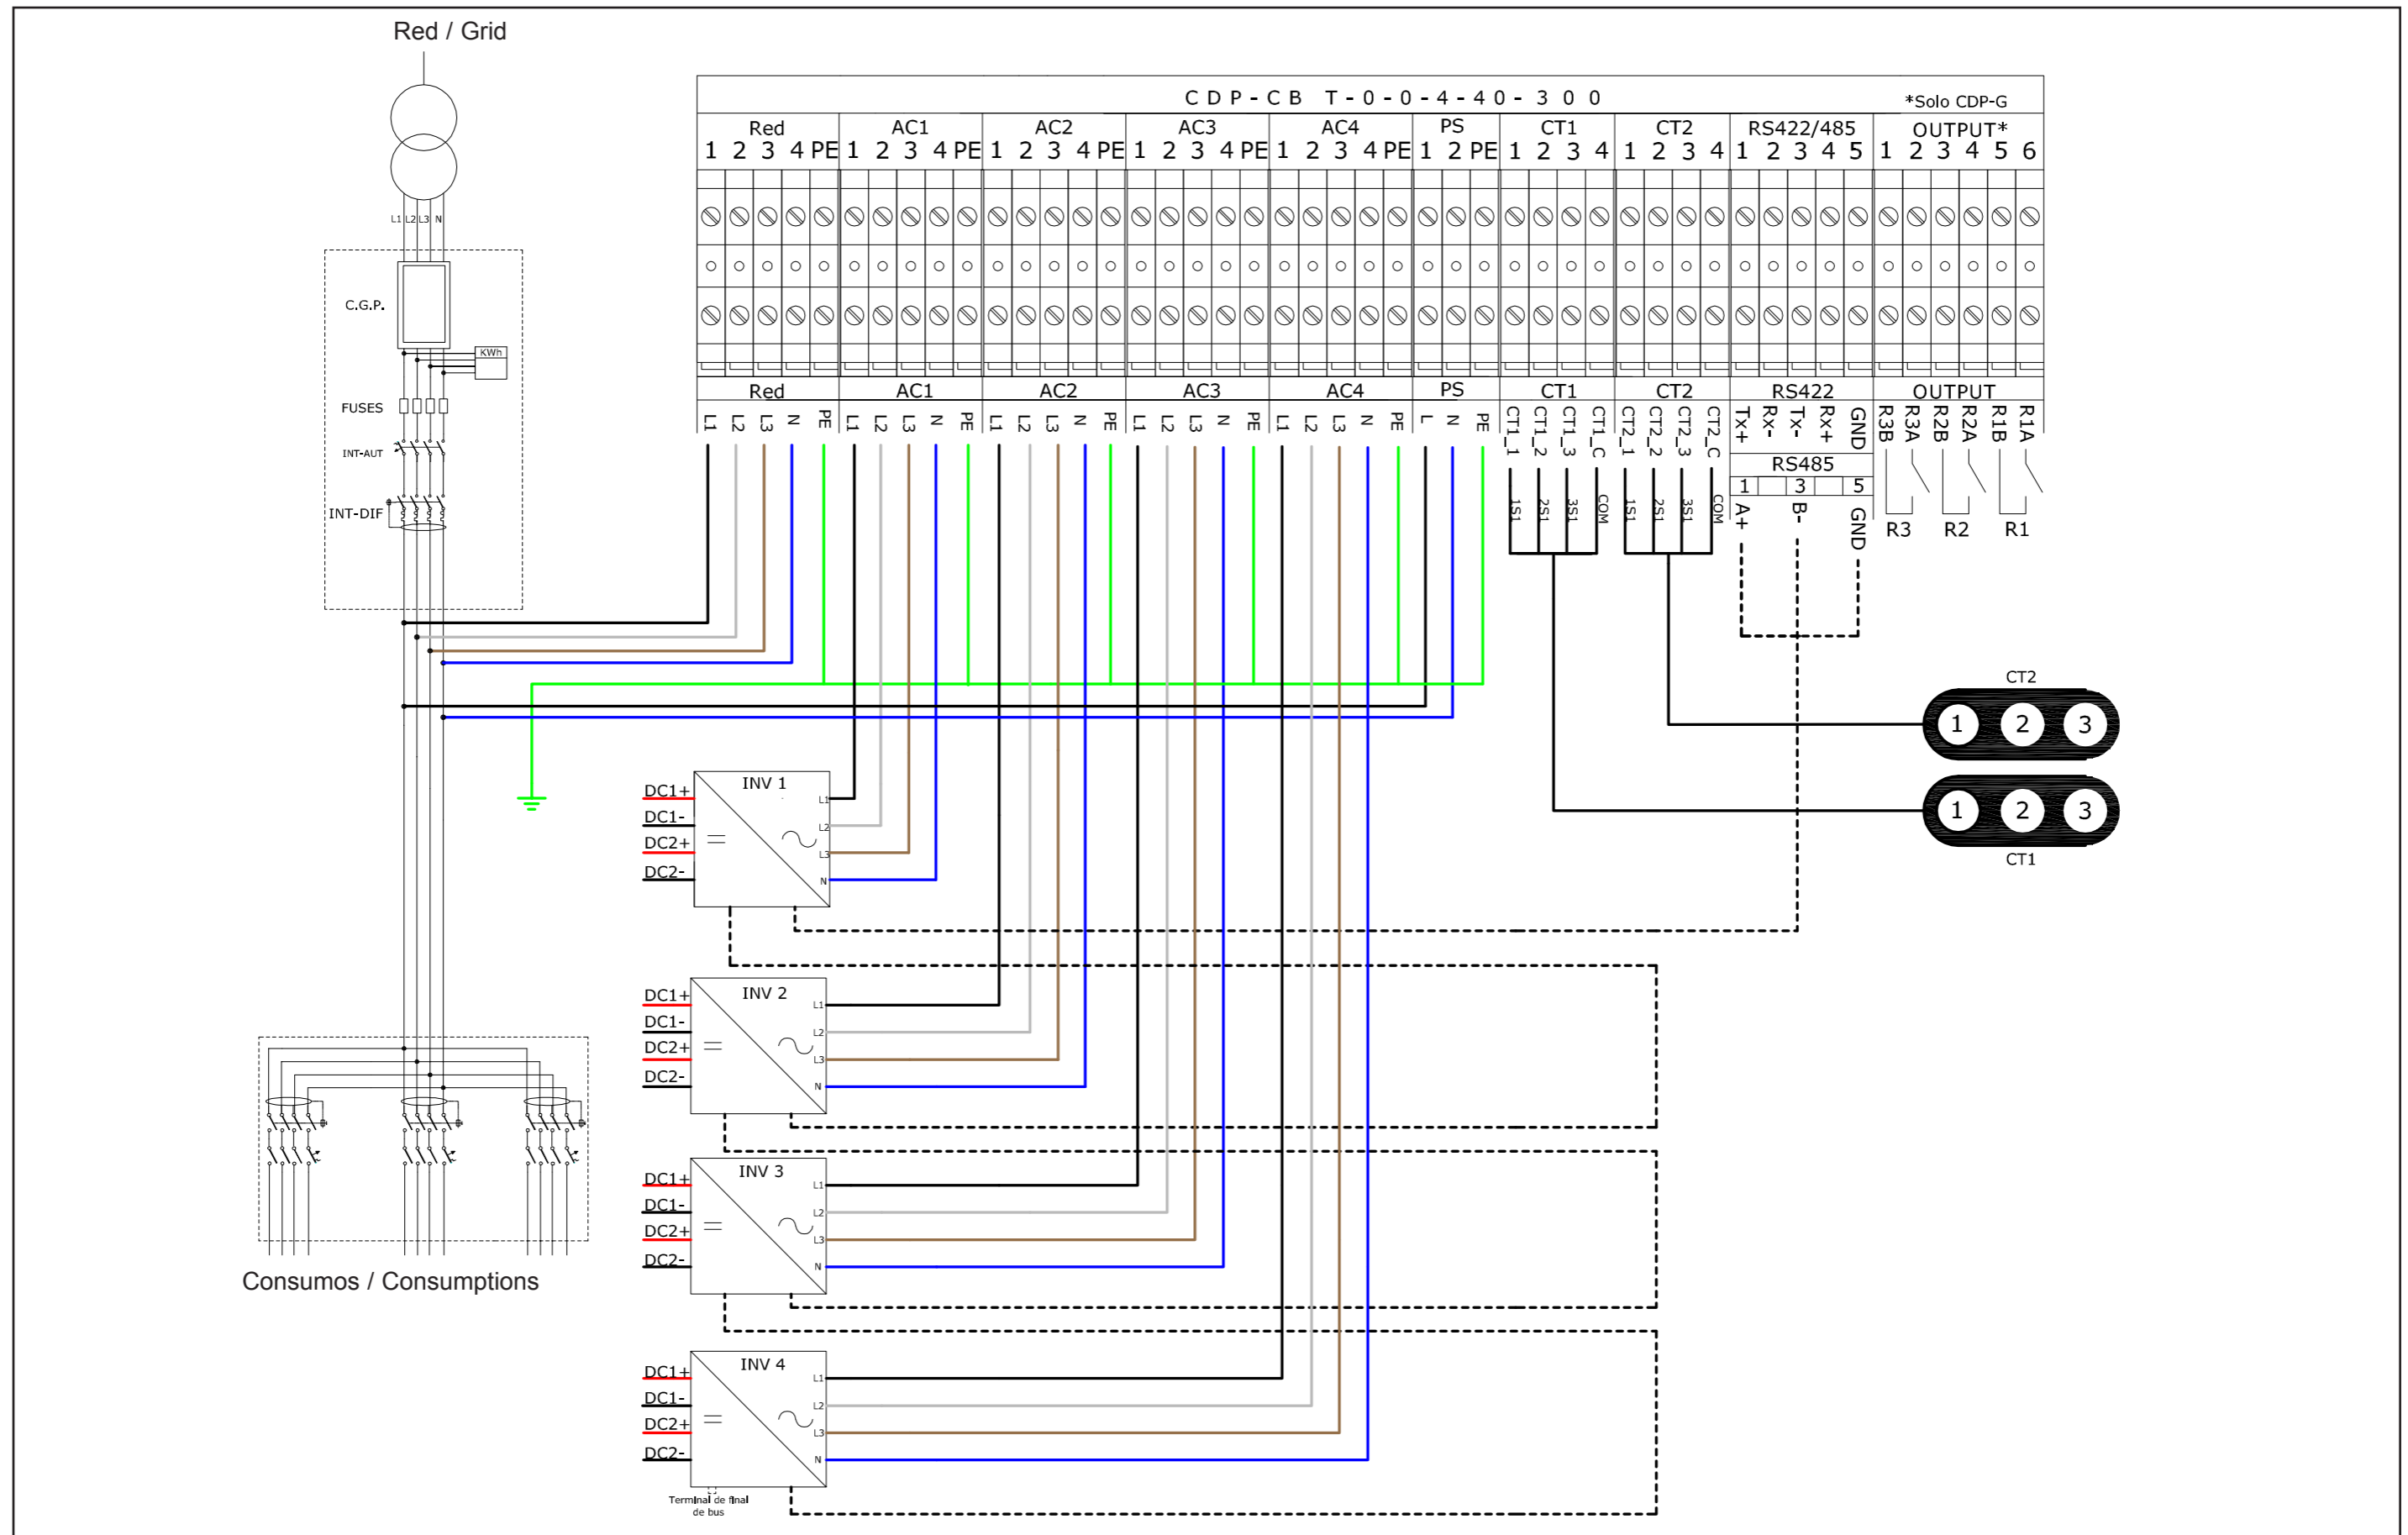 Red / Grid
CDP-CB T-0-0-4-40-300
*Solo CDP-G
Red AC1 AC2 AC3 AC4 PS CT1 CT2 RS422/485 OUTPUT*
1 2 3 4 PE 1 2 3 4 PE 1 2 3 4 PE 1 2 3 4 PE 1 2 3 4 PE 1 2 PE 1 2 3 4 1 2 3 4 1 2 3 4 5 1 2 3 4 5 6
L1 L2 L3 N
C.G.P.
KWh
FUSES
INT-AUT
INT-DIF
Red AC1 AC2 AC3 AC4 PS CT1 CT2 RS422 OUTPUT
L1 L2 L3 N PE L1 L2 L3 N PE L1 L2 L3 N PE L1 L2 L3 N PE L1 L2 L3 N PE L N PE CT1_1 CT1_2 CT1_3 CT1_C CT2_1 CT2_2 CT2_3 CT2_C Tx+ Rx- Tx- Rx+ GND R3B R3A R2B R2A R1B R1A
RS485
1 3 5
1S1 2S1 3S1 COM 1S1 2S1 3S1 COM A+ B- GND
R3 R2 R1
CT2
1 2 3
1 2 3
CT1
INV 1
DC1+ L1
DC1- L2
DC2+ L3
DC2- N
INV 2
DC1+ L1
DC1- L2
DC2+ L3
DC2- N
INV 3
DC1+ L1
DC1- L2
DC2+ L3
DC2- N
Consumos / Consumptions
INV 4
DC1+ L1
DC1- L2
DC2+ L3
DC2- N
Terminal de final
de bus